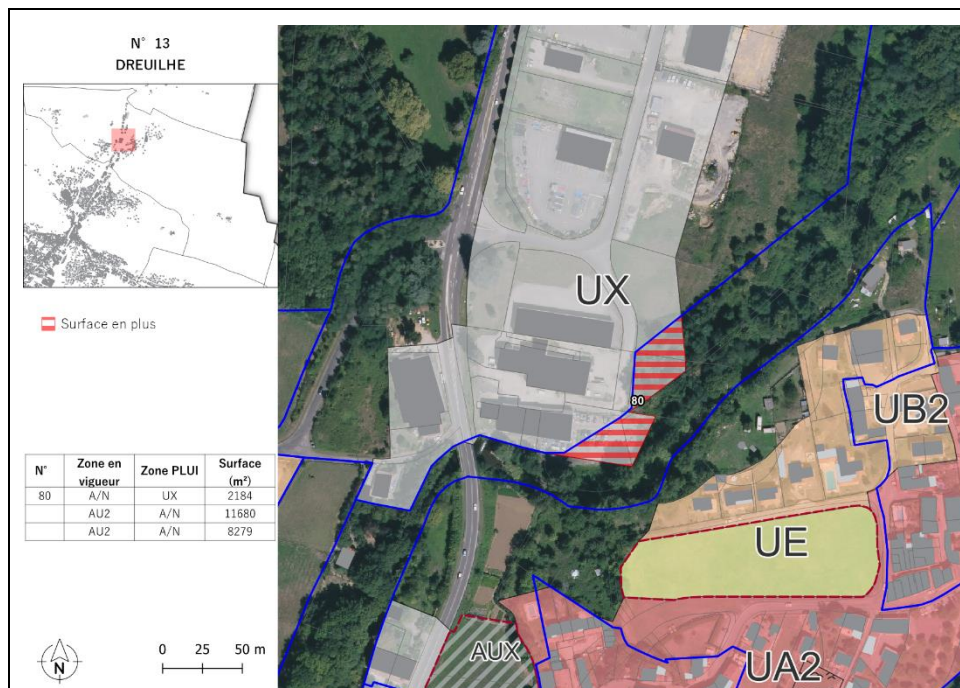 N° 13
DREUILHE
Surface en plus
N° Zone en vigueur Zone PLUI Surface (m²)
80 A/N UX 2184
AU2 A/N 11680
AU2 A/N 8279
N
0 25 50 m
UX
80
UB2
UE
AUX
UA2